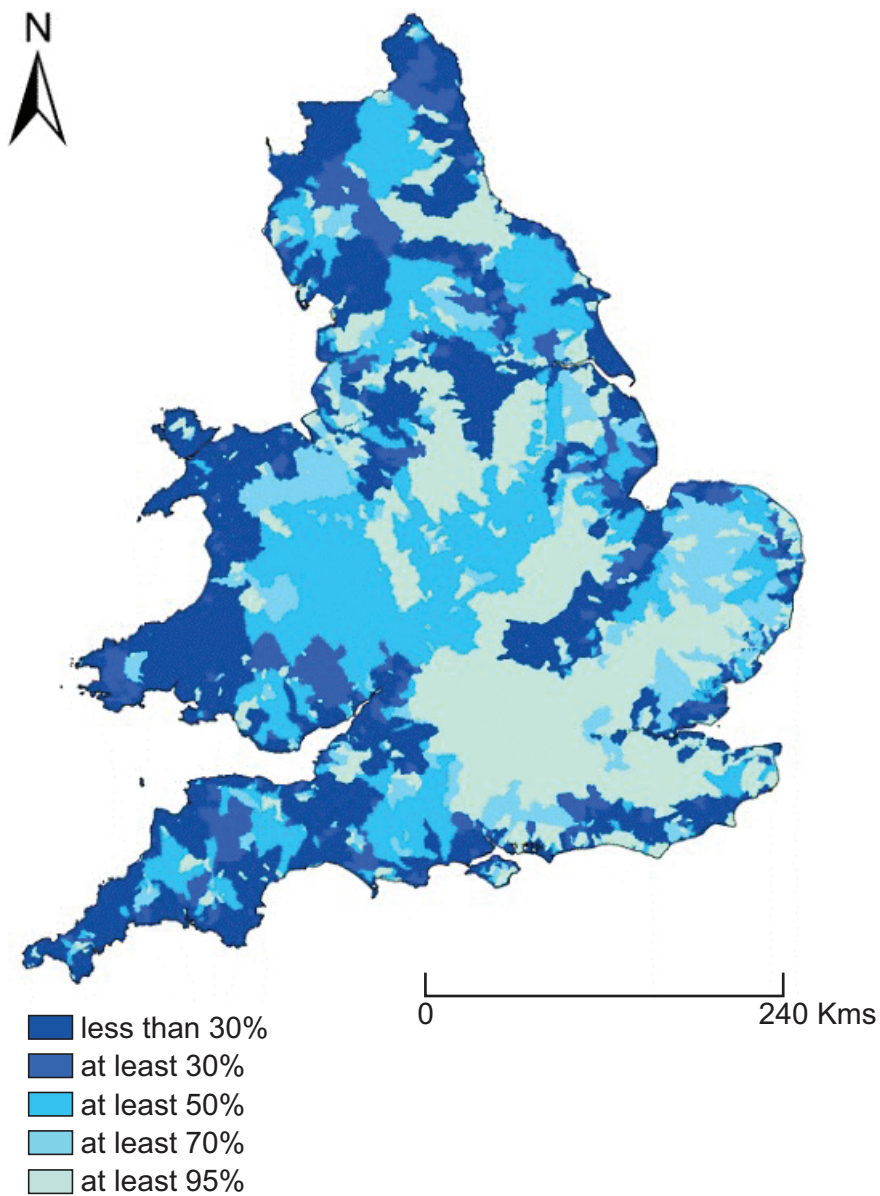 N
0
240 Kms
less than 30%
at least 30%
at least 50%
at least 70%
at least 95%